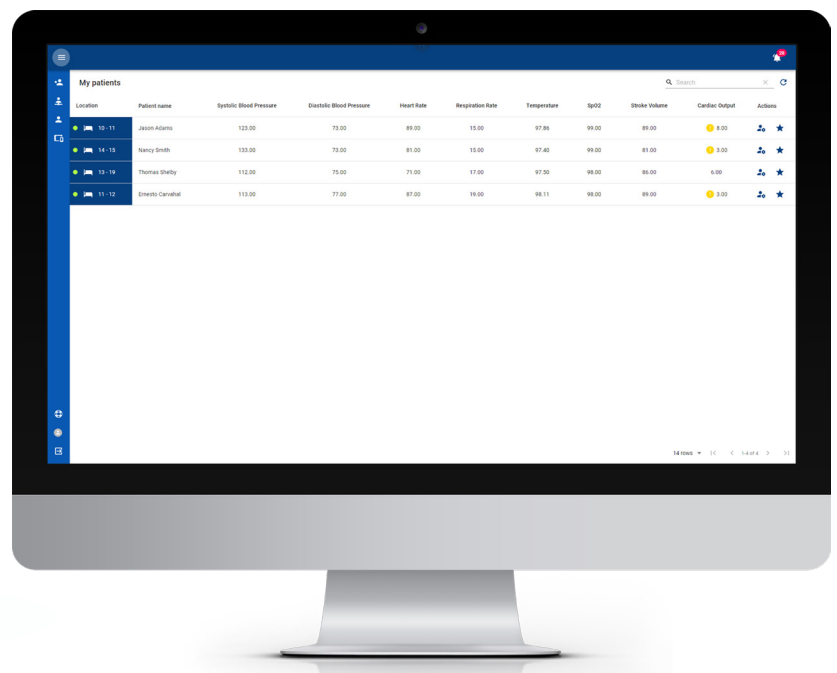 28
My patients
Search
Location Patient name Systolic Blood Pressure Diastolic Blood Pressure Heart Rate Respiration Rate Temperature SpO2 Stroke Volume Cardiac Output Actions
10 - 11 Jason Adams 123.00 73.00 89.00 15.00 97.86 99.00 89.00 8.00
14 - 15 Nancy Smith 133.00 73.00 81.00 15.00 97.40 99.00 81.00 3.00
13 - 19 Thomas Shelby 112.00 75.00 71.00 17.00 97.50 98.00 86.00 6.00
11 - 12 Ernesto Carvahal 113.00 77.00 87.00 19.00 98.11 98.00 89.00 3.00
14 rows 1-4 of 4